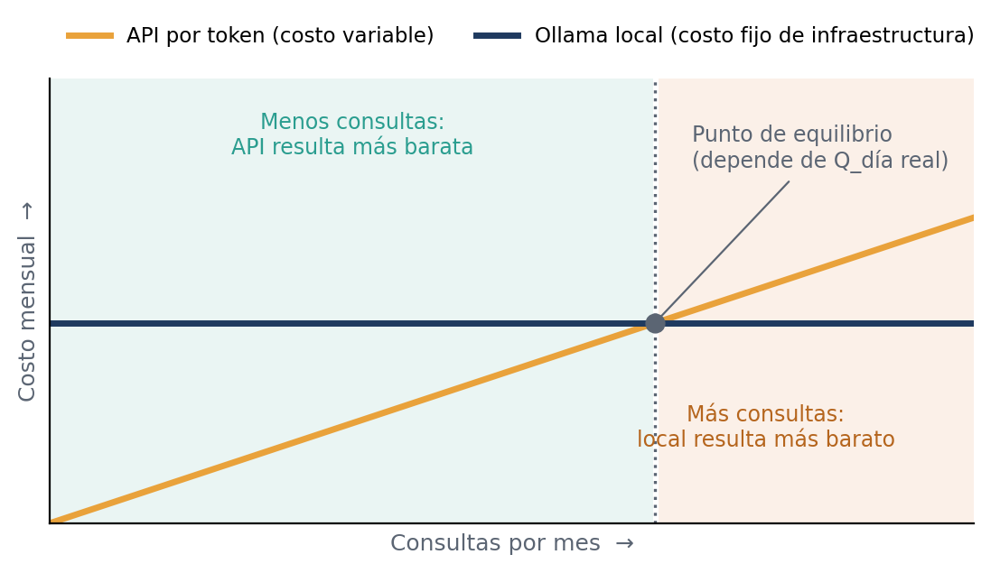 API por token (costo variable)
Ollama local (costo fijo de infraestructura)
Menos consultas:
API resulta más barata
Punto de equilibrio
(depende de Q_día real)
Costo mensual →
Más consultas:
local resulta más barato
Consultas por mes →